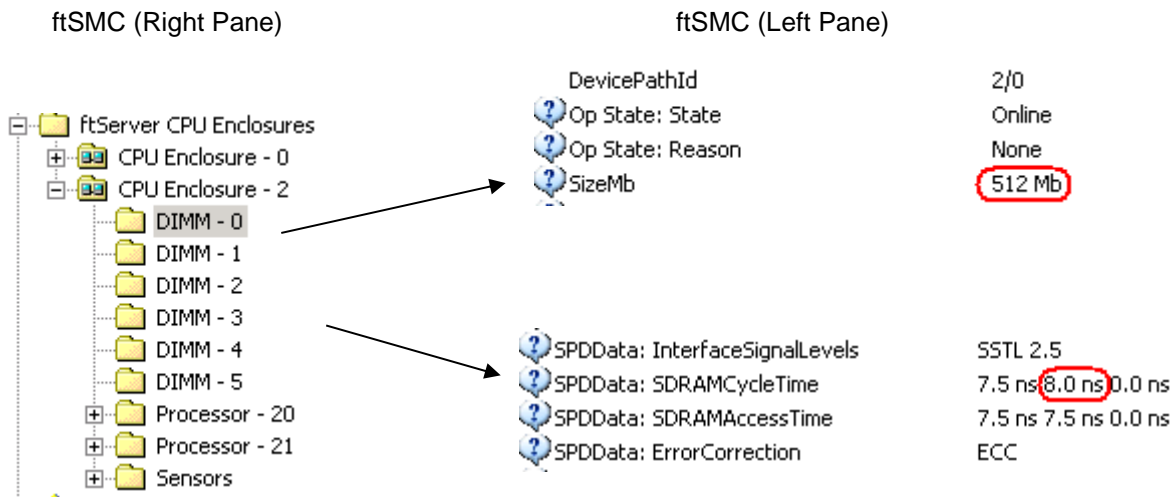 ftSMC (Right Pane)
ftSMC (Left Pane)
ftServer CPU Enclosures
CPU Enclosure - 0
CPU Enclosure - 2
DIMM - 0
DIMM - 1
DIMM - 2
DIMM - 3
DIMM - 4
DIMM - 5
Processor - 20
Processor - 21
Sensors
DevicePathId 2/0
Op State: State Online
Op State: Reason None
SizeMb 512 Mb
SPDData: InterfaceSignalLevels SSTL 2.5
SPDData: SDRAMCycleTime 7.5 ns 8.0 ns 0.0 ns
SPDData: SDRAMAccessTime 7.5 ns 7.5 ns 0.0 ns
SPDData: ErrorCorrection ECC